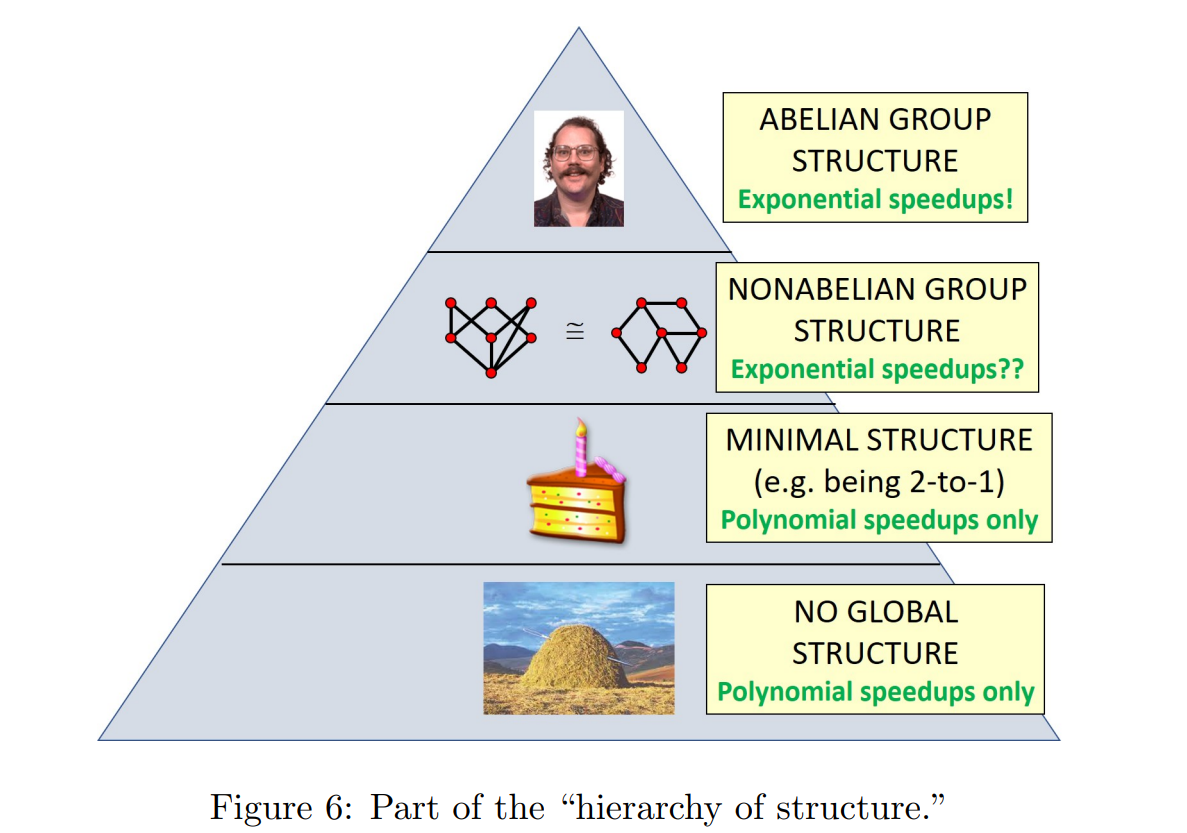 ABELIAN GROUP
STRUCTURE
Exponential speedups!
≅
NONABELIAN GROUP
STRUCTURE
Exponential speedups??
MINIMAL STRUCTURE
(e.g. being 2-to-1)
Polynomial speedups only
NO GLOBAL
STRUCTURE
Polynomial speedups only
Figure 6: Part of the “hierarchy of structure.”